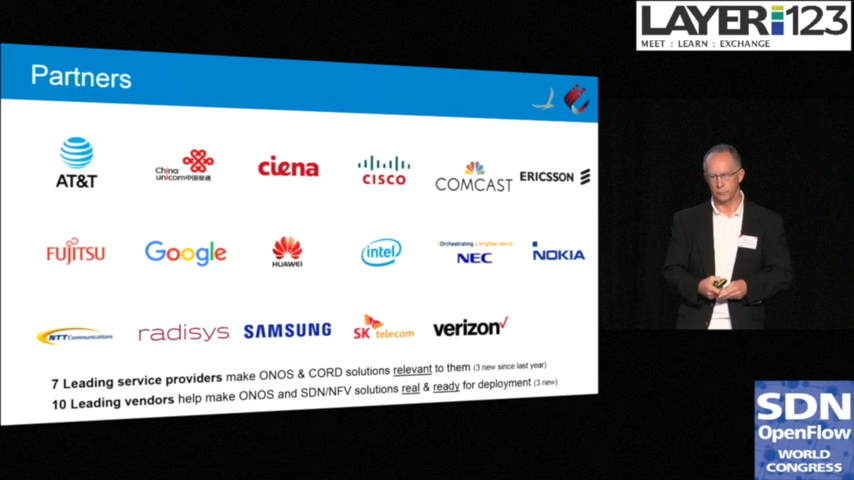 LAYER123
MEET : LEARN : EXCHANGE
Partners
AT&T
China unicom中国联通
ciena
CISCO
COMCAST
ERICSSON
FUJITSU
Google
HUAWEI
intel
Orchestrating a brighter world
NEC
NOKIA
NTT Communications
radisys
SAMSUNG
SK telecom
verizon✓
7 Leading service providers make ONOS & CORD solutions relevant to them (3 new since last year)
10 Leading vendors help make ONOS and SDN/NFV solutions real & ready for deployment (3 new)
SDN
OpenFlow
WORLD
CONGRESS